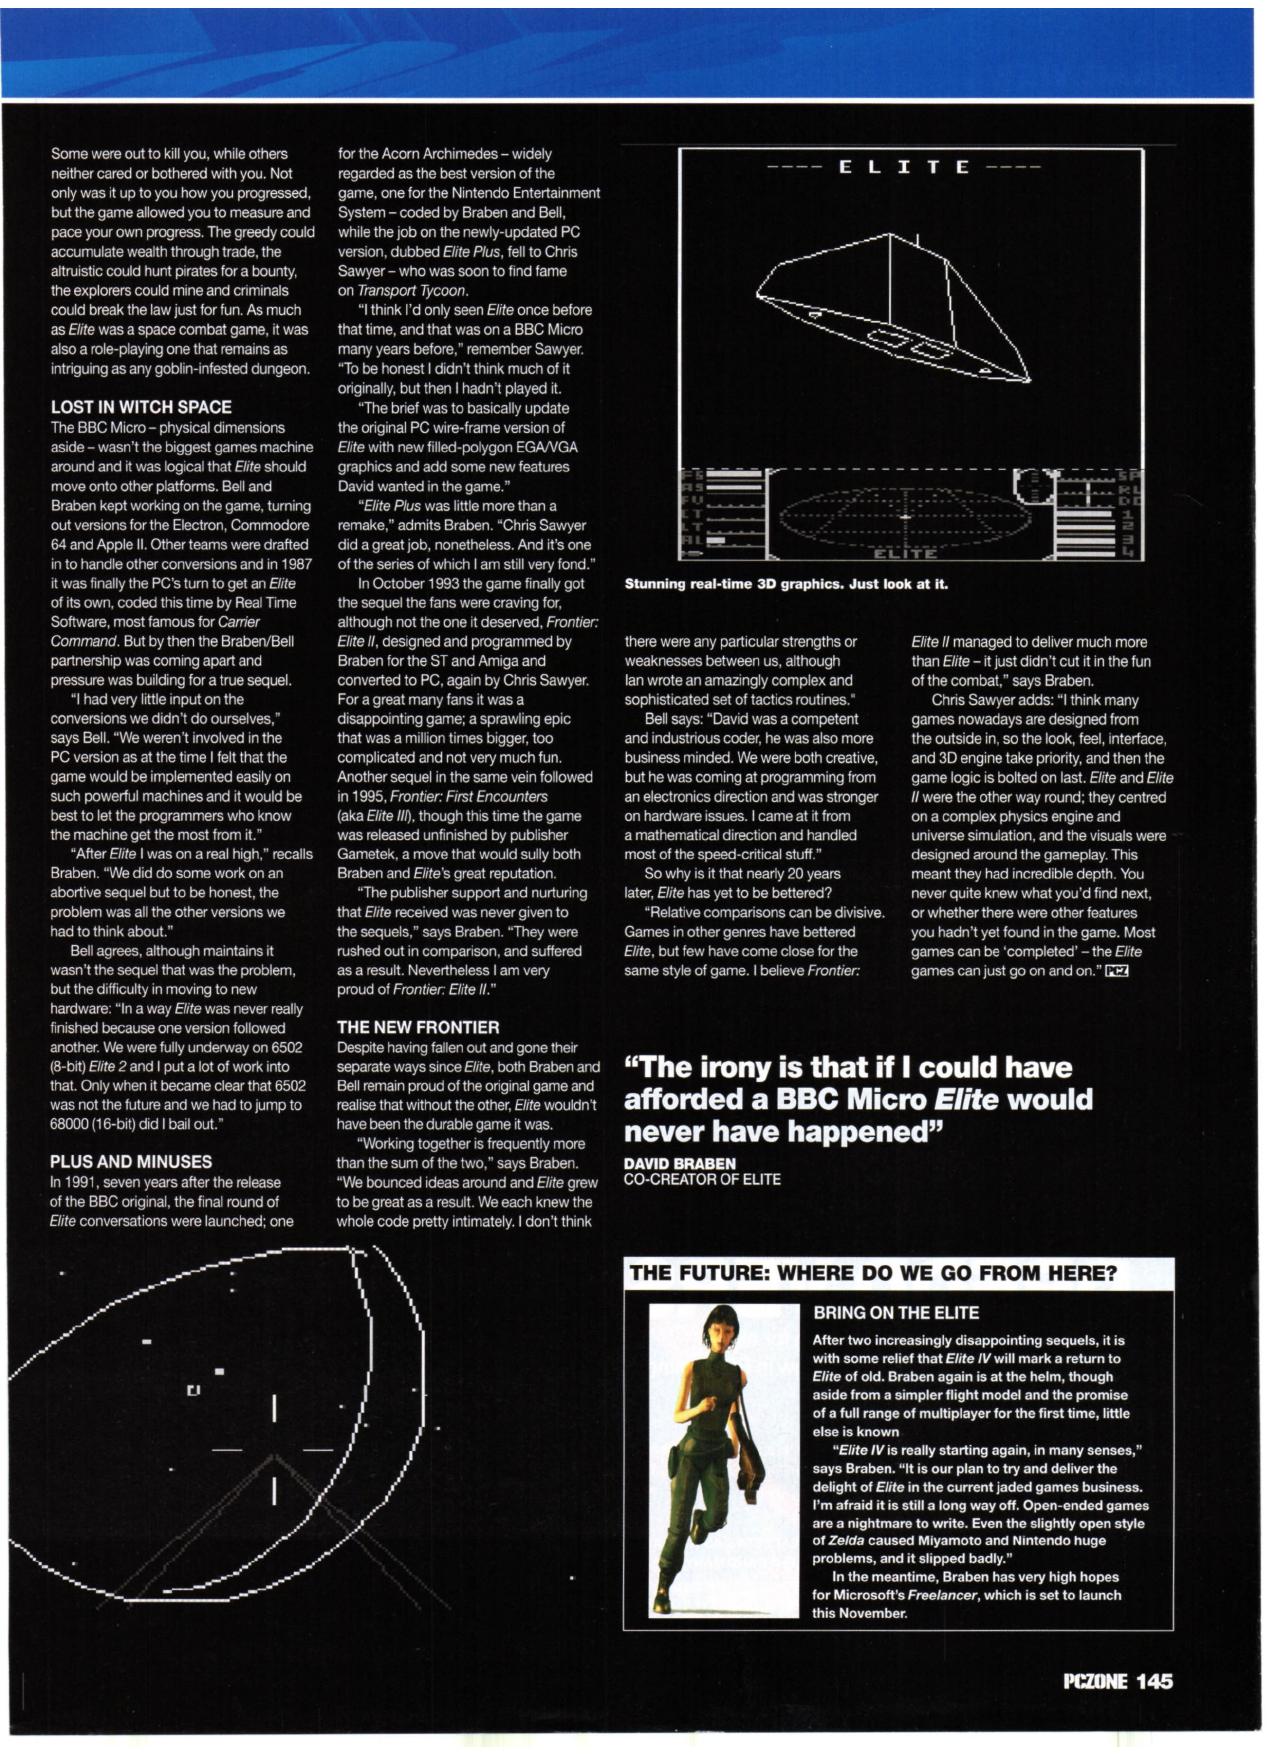 Some were out to kill you, while others
neither cared or bothered with you. Not
only was it up to you how you progressed,
but the game allowed you to measure and
pace your own progress. The greedy could
accumulate wealth through trade, the
altruistic could hunt pirates for a bounty,
the explorers could mine and criminals
could break the law just for fun. As much
as Elite was a space combat game, it was
also a role-playing one that remains as
intriguing as any goblin-infested dungeon.
LOST IN WITCH SPACE
The BBC Micro – physical dimensions
aside – wasn't the biggest games machine
around and it was logical that Elite should
move onto other platforms. Bell and
Braben kept working on the game, turning
out versions for the Electron, Commodore
64 and Apple II. Other teams were drafted
in to handle other conversions and in 1987
it was finally the PC's turn to get an Elite
of its own, coded this time by Real Time
Software, most famous for Carrier
Command. But by then the Braben/Bell
partnership was coming apart and
pressure was building for a true sequel.
"I had very little input on the
conversions we didn't do ourselves,"
says Bell. "We weren't involved in the
PC version as at the time I felt that the
game would be implemented easily on
such powerful machines and it would be
best to let the programmers who know
the machine get the most from it."
"After Elite I was on a real high," recalls
Braben. "We did do some work on an
abortive sequel but to be honest, the
problem was all the other versions we
had to think about."
Bell agrees, although maintains it
wasn't the sequel that was the problem,
but the difficulty in moving to new
hardware: "In a way Elite was never really
finished because one version followed
another. We were fully underway on 6502
(8-bit) Elite 2 and I put a lot of work into
that. Only when it became clear that 6502
was not the future and we had to jump to
68000 (16-bit) did I bail out."
PLUS AND MINUSES
In 1991, seven years after the release
of the BBC original, the final round of
Elite conversations were launched; one
for the Acorn Archimedes – widely
regarded as the best version of the
game, one for the Nintendo Entertainment
System – coded by Braben and Bell,
while the job on the newly-updated PC
version, dubbed Elite Plus, fell to Chris
Sawyer – who was soon to find fame
on Transport Tycoon.
"I think I'd only seen Elite once before
that time, and that was on a BBC Micro
many years before," remember Sawyer.
"To be honest I didn't think much of it
originally, but then I hadn't played it.
"The brief was to basically update
the original PC wire-frame version of
Elite with new filled-polygon EGA/VGA
graphics and add some new features
David wanted in the game."
"Elite Plus was little more than a
remake," admits Braben. "Chris Sawyer
did a great job, nonetheless. And it's one
of the series of which I am still very fond."
In October 1993 the game finally got
the sequel the fans were craving for,
although not the one it deserved, Frontier:
Elite II, designed and programmed by
Braben for the ST and Amiga and
converted to PC, again by Chris Sawyer.
For a great many fans it was a
disappointing game; a sprawling epic
that was a million times bigger, too
complicated and not very much fun.
Another sequel in the same vein followed
in 1995, Frontier: First Encounters
(aka Elite III), though this time the game
was released unfinished by publisher
Gametek, a move that would sully both
Braben and Elite's great reputation.
"The publisher support and nurturing
that Elite received was never given to
the sequels," says Braben. "They were
rushed out in comparison, and suffered
as a result. Nevertheless I am very
proud of Frontier: Elite II."
THE NEW FRONTIER
Despite having fallen out and gone their
separate ways since Elite, both Braben and
Bell remain proud of the original game and
realise that without the other, Elite wouldn't
have been the durable game it was.
"Working together is frequently more
than the sum of the two," says Braben.
"We bounced ideas around and Elite grew
to be great as a result. We each knew the
whole code pretty intimately. I don't think
---- E L I T E ----
FS
AS
FU
CT
LT
AL
SP
RL
DC
1
2
3
4
ELITE
Stunning real-time 3D graphics. Just look at it.
there were any particular strengths or
weaknesses between us, although
Ian wrote an amazingly complex and
sophisticated set of tactics routines."
Bell says: "David was a competent
and industrious coder, he was also more
business minded. We were both creative,
but he was coming at programming from
an electronics direction and was stronger
on hardware issues. I came at it from
a mathematical direction and handled
most of the speed-critical stuff."
So why is it that nearly 20 years
later, Elite has yet to be bettered?
"Relative comparisons can be divisive.
Games in other genres have bettered
Elite, but few have come close for the
same style of game. I believe Frontier:
Elite II managed to deliver much more
than Elite – it just didn't cut it in the fun
of the combat," says Braben.
Chris Sawyer adds: "I think many
games nowadays are designed from
the outside in, so the look, feel, interface,
and 3D engine take priority, and then the
game logic is bolted on last. Elite and Elite
II were the other way round; they centred
on a complex physics engine and
universe simulation, and the visuals were
designed around the gameplay. This
meant they had incredible depth. You
never quite knew what you'd find next,
or whether there were other features
you hadn't yet found in the game. Most
games can be 'completed' – the Elite
games can just go on and on." PCZ
"The irony is that if I could have
afforded a BBC Micro Elite would
never have happened"
DAVID BRABEN
CO-CREATOR OF ELITE
THE FUTURE: WHERE DO WE GO FROM HERE?
BRING ON THE ELITE
After two increasingly disappointing sequels, it is
with some relief that Elite IV will mark a return to
Elite of old. Braben again is at the helm, though
aside from a simpler flight model and the promise
of a full range of multiplayer for the first time, little
else is known
"Elite IV is really starting again, in many senses,"
says Braben. "It is our plan to try and deliver the
delight of Elite in the current jaded games business.
I'm afraid it is still a long way off. Open-ended games
are a nightmare to write. Even the slightly open style
of Zelda caused Miyamoto and Nintendo huge
problems, and it slipped badly."
In the meantime, Braben has very high hopes
for Microsoft's Freelancer, which is set to launch
this November.
PCZONE 145